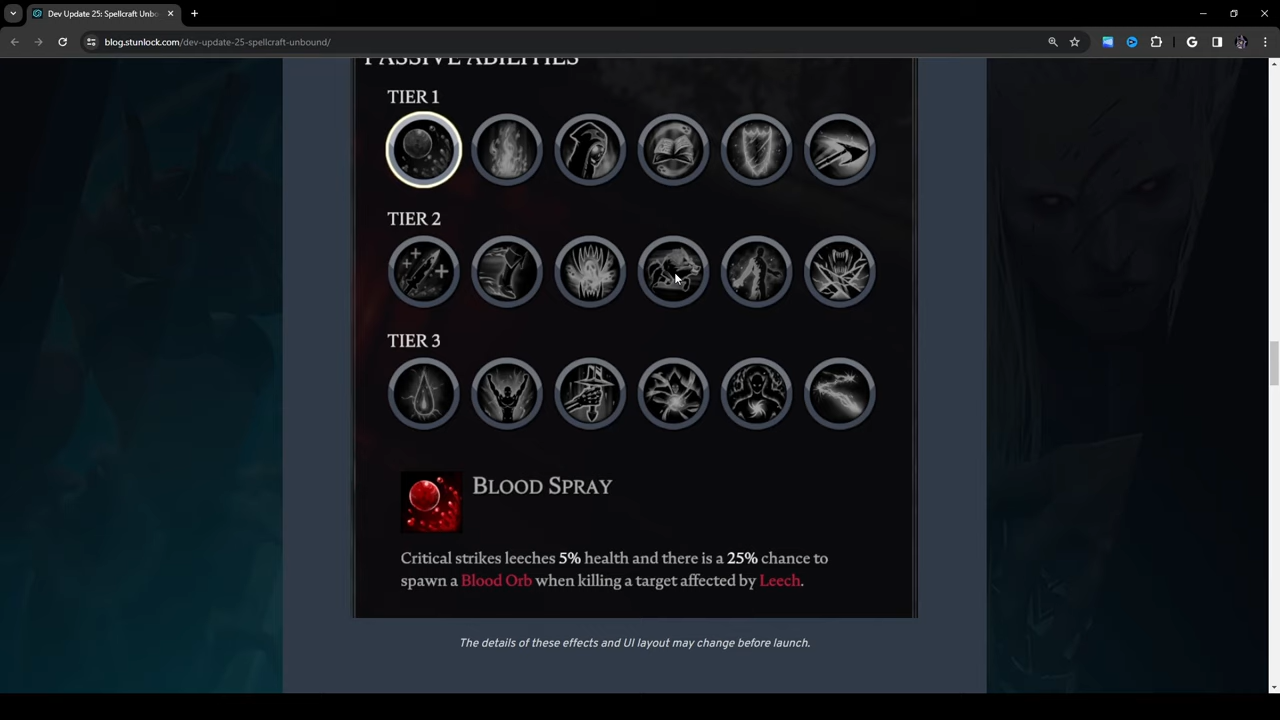 Dev Update 25: Spellcraft Unbo
blog.stunlock.com/dev-update-25-spellcraft-unbound/
PASSIVE ABILITIES
TIER 1
TIER 2
TIER 3
BLOOD SPRAY
Critical strikes leeches 5% health and there is a 25% chance to
spawn a Blood Orb when killing a target affected by Leech.
The details of these effects and UI layout may change before launch.